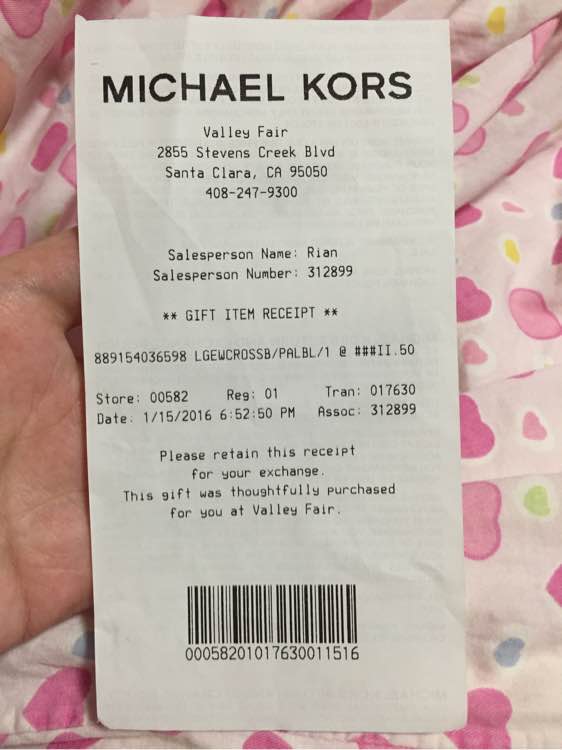 MICHAEL KORS
Valley Fair
2855 Stevens Creek Blvd
Santa Clara, CA 95050
408-247-9300
Salesperson Name: Rian
Salesperson Number: 312899
** GIFT ITEM RECEIPT **
889154036598 LGEWCROSSB/PALBL/1 @ ###II.50
Store: 00582 Reg: 01 Tran: 017630
Date: 1/15/2016 6:52:50 PM Assoc: 312899
Please retain this receipt
for your exchange.
This gift was thoughtfully purchased
for you at Valley Fair.
00058201017630011516